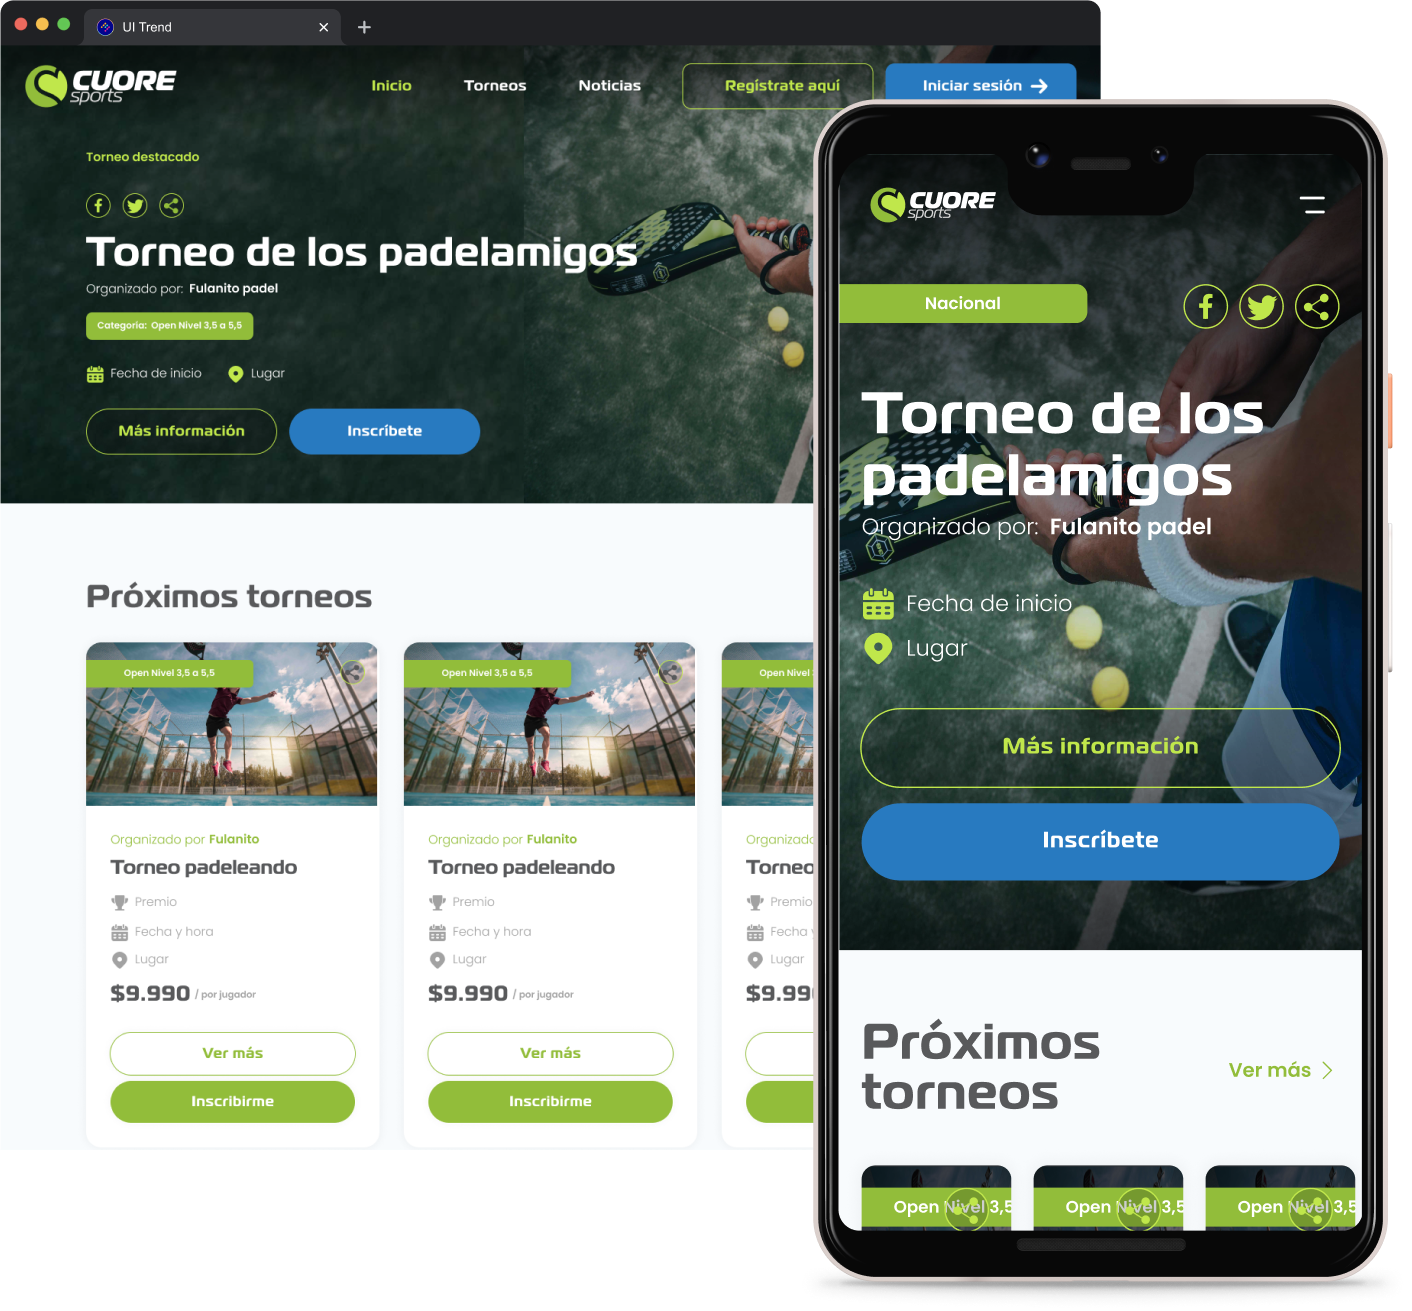 UI Trend
CUORE
sports
Inicio
Torneos
Noticias
Regístrate aquí
Iniciar sesión
Torneo destacado
Torneo de los padelamigos
Organizado por: Fulanito padel
Categoria: Open Nivel 3,5 a 5,5
Fecha de inicio
Lugar
Más información
Inscríbete
Próximos torneos
Open Nivel 3,5 a 5,5
Organizado por Fulanito
Torneo padeleando
Premio
Fecha y hora
Lugar
$9.990 / por jugador
Ver más
Inscribirme
Open Nivel 3,5 a 5,5
Organizado por Fulanito
Torneo padeleando
Premio
Fecha y hora
Lugar
$9.990 / por jugador
Ver más
Inscribirme
Open Nivel
Organizad
Torneo
Premio
Fecha
Lugar
$9.99
CUORE
sports
Nacional
Torneo de los
padelamigos
Organizado por: Fulanito padel
Fecha de inicio
Lugar
Más información
Inscríbete
Próximos
torneos
Ver más
Open Nivel 3,5
Open Nivel 3,5
Open Nivel 3,5